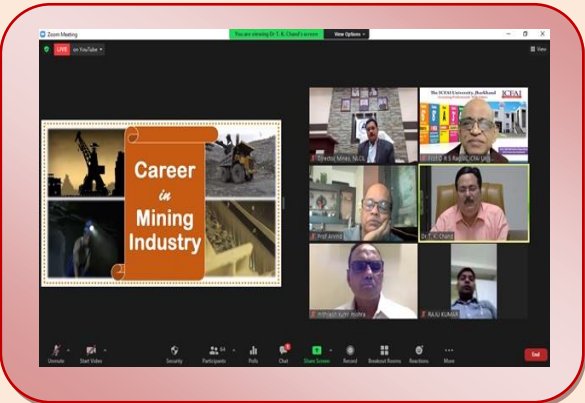 Zoom Meeting
You are viewing Dr T. K. Chand's screen
View Options
LIVE
on YouTube
View
Career
in
Mining
Industry
The ICFAI University, Jharkhand
ICFAI
Director Mines, NLCIL
Prof Arvind
Dr T. K. Chand
RAJU KUMAR
Unmute
Start Video
Security
Participants
64
Polls
Chat
Share Screen
Record
Breakout Rooms
Reactions
More
End